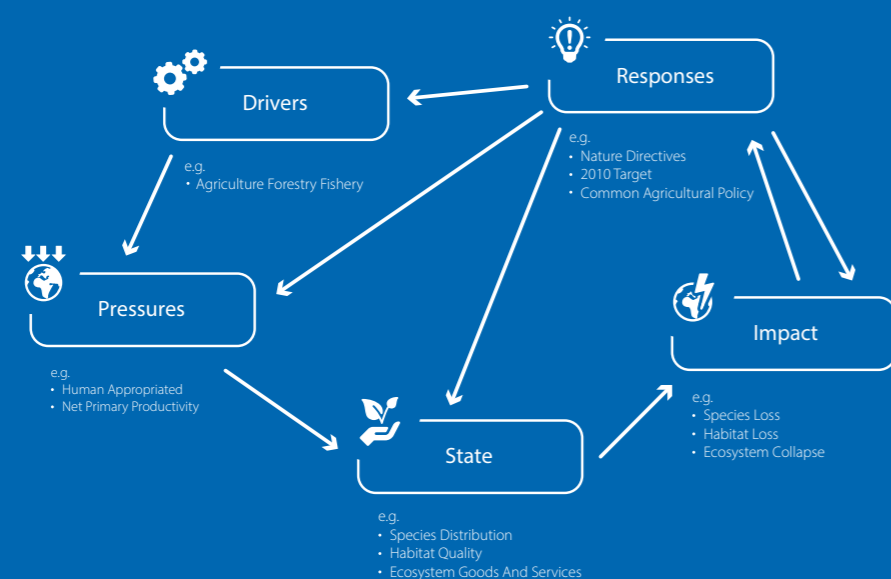 Responses
Drivers
e.g.
• Nature Directives
• 2010 Target
• Common Agricultural Policy
e.g.
• Agriculture Forestry Fishery
Pressures
Impact
e.g.
• Human Appropriated
• Net Primary Productivity
e.g.
• Species Loss
• Habitat Loss
• Ecosystem Collapse
State
e.g.
• Species Distribution
• Habitat Quality
• Ecosystem Goods And Services